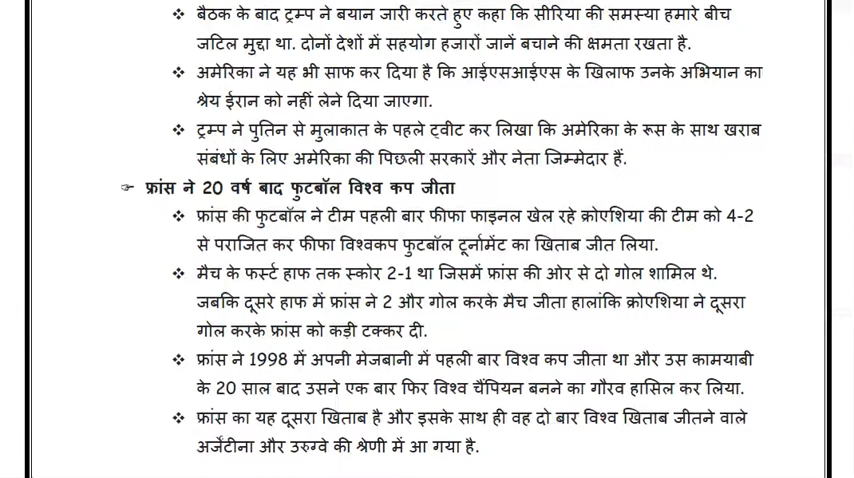 ❖ बैठक के बाद ट्रम्प ने बयान जारी करते हुए कहा कि सीरिया की समस्या हमारे बीच
जटिल मुद्दा था. दोनों देशों में सहयोग हजारों जानें बचाने की क्षमता रखता है.
❖ अमेरिका ने यह भी साफ कर दिया है कि आईएसआईएस के खिलाफ उनके अभियान का
श्रेय ईरान को नहीं लेने दिया जाएगा.
❖ ट्रम्प ने पुतिन से मुलाकात के पहले ट्वीट कर लिखा कि अमेरिका के रूस के साथ खराब
संबंधों के लिए अमेरिका की पिछली सरकारें और नेता जिम्मेदार हैं.
☞ फ्रांस ने 20 वर्ष बाद फुटबॉल विश्व कप जीता
❖ फ्रांस की फुटबॉल ने टीम पहली बार फीफा फाइनल खेल रहे क्रोएशिया की टीम को 4-2
से पराजित कर फीफा विश्वकप फुटबॉल टूर्नामेंट का खिताब जीत लिया.
❖ मैच के फर्स्ट हाफ तक स्कोर 2-1 था जिसमें फ्रांस की ओर से दो गोल शामिल थे.
जबकि दूसरे हाफ में फ्रांस ने 2 और गोल करके मैच जीता हालांकि क्रोएशिया ने दूसरा
गोल करके फ्रांस को कड़ी टक्कर दी.
❖ फ्रांस ने 1998 में अपनी मेजबानी में पहली बार विश्व कप जीता था और उस कामयाबी
के 20 साल बाद उसने एक बार फिर विश्व चैंपियन बनने का गौरव हासिल कर लिया.
❖ फ्रांस का यह दूसरा खिताब है और इसके साथ ही वह दो बार विश्व खिताब जीतने वाले
अर्जेंटीना और उरुग्वे की श्रेणी में आ गया है.